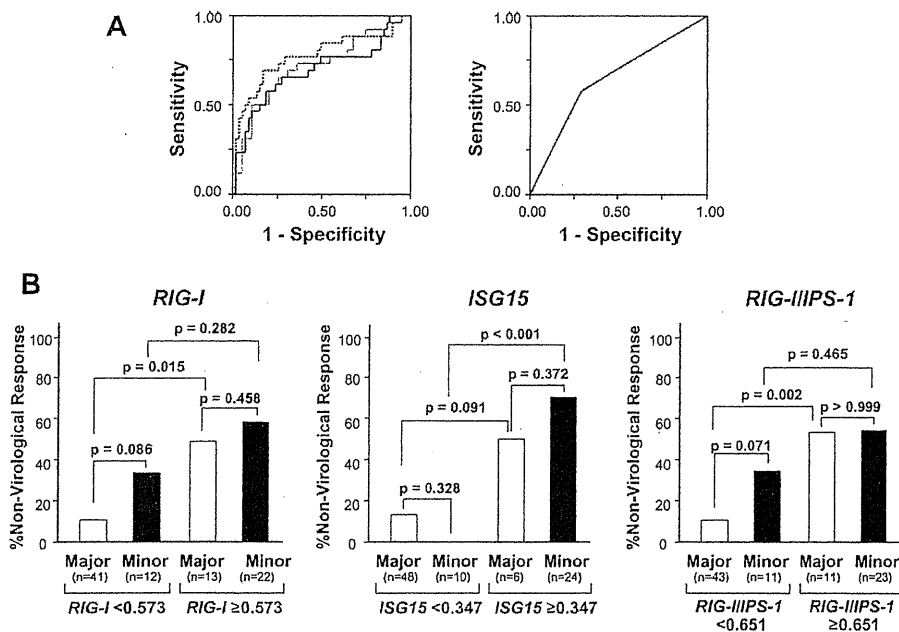 A
Sensitivity
1.00
0.50
0.00
0.00 0.50 1.00
1 - Specificity
Sensitivity
1.00
0.50
0.00
0.00 0.50 1.00
1 - Specificity
B
RIG-I
%Non-Virological Response
100
80
60
40
20
0
p = 0.282
p = 0.015
p = 0.458
p = 0.086
Major Minor Major Minor
(n=41) (n=12) (n=13) (n=22)
RIG-I <0.573 RIG-I ≥0.573
ISG15
%Non-Virological Response
100
80
60
40
20
0
p < 0.001
p = 0.372
p = 0.091
p = 0.328
Major Minor Major Minor
(n=48) (n=10) (n=6) (n=24)
ISG15 <0.347 ISG15 ≥0.347
RIG-I/IPS-1
%Non-Virological Response
100
80
60
40
20
0
p = 0.465
p = 0.002
p > 0.999
p = 0.071
Major Minor Major Minor
(n=43) (n=11) (n=11) (n=23)
RIG-I/IPS-1 RIG-I/IPS-1
<0.651 ≥0.651